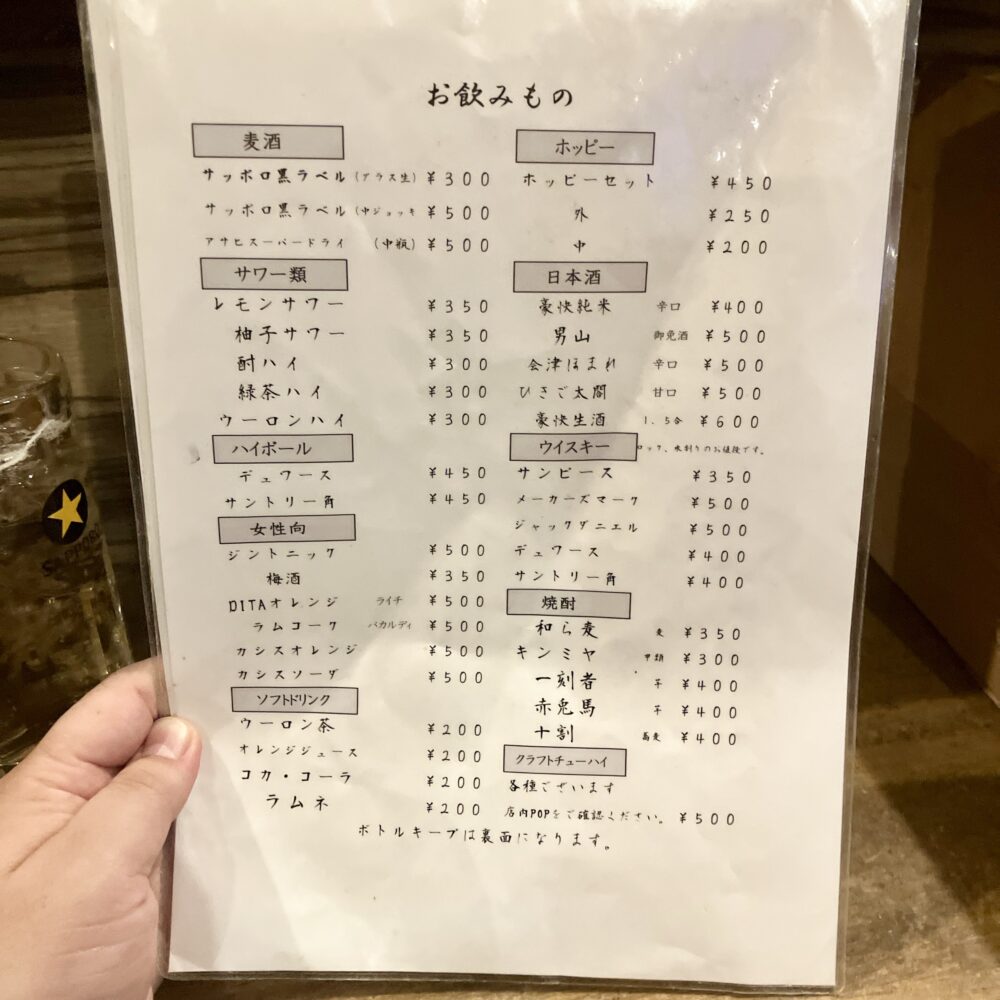 お飲みもの
麦酒
サッポロ黒ラベル (グラス生) ¥300
サッポロ黒ラベル (中ジョッキ ¥500
アサヒスーパードライ (中瓶) ¥500
サワー類
レモンサワー ¥350
柚子サワー ¥350
酎ハイ ¥300
緑茶ハイ ¥300
ウーロンハイ ¥300
ハイボール
デュワース ¥450
サントリー角 ¥450
女性向
ジントニック ¥500
梅酒 ¥350
DITAオレンジ ライチ ¥500
ラムコーク バカルディ ¥500
カシスオレンジ ¥500
カシスソーダ ¥500
ソフトドリンク
ウーロン茶 ¥200
オレンジジュース ¥200
コカ・コーラ ¥200
ラムネ ¥200
ホッピー
ホッピーセット ¥450
外 ¥250
中 ¥200
日本酒
豪快純米 辛口 ¥400
男山 御免酒 ¥500
会津ほまれ 辛口 ¥500
ひさご太閤 甘口 ¥500
豪快生酒 1.5合 ¥600
ウイスキー ロック、水割りのお値段です。
サンピース ¥350
メーカーズマーク ¥500
ジャックダニエル ¥500
デュワース ¥400
サントリー角 ¥400
焼酎
和ら麦 麦 ¥350
キンミヤ 甲類 ¥300
一刻者 芋 ¥400
赤兎馬 芋 ¥400
十割 蕎麦 ¥400
クラフトチューハイ
各種ございます
店内POPをご確認ください。 ¥500
ボトルキープは裏面になります。
SAPPORO